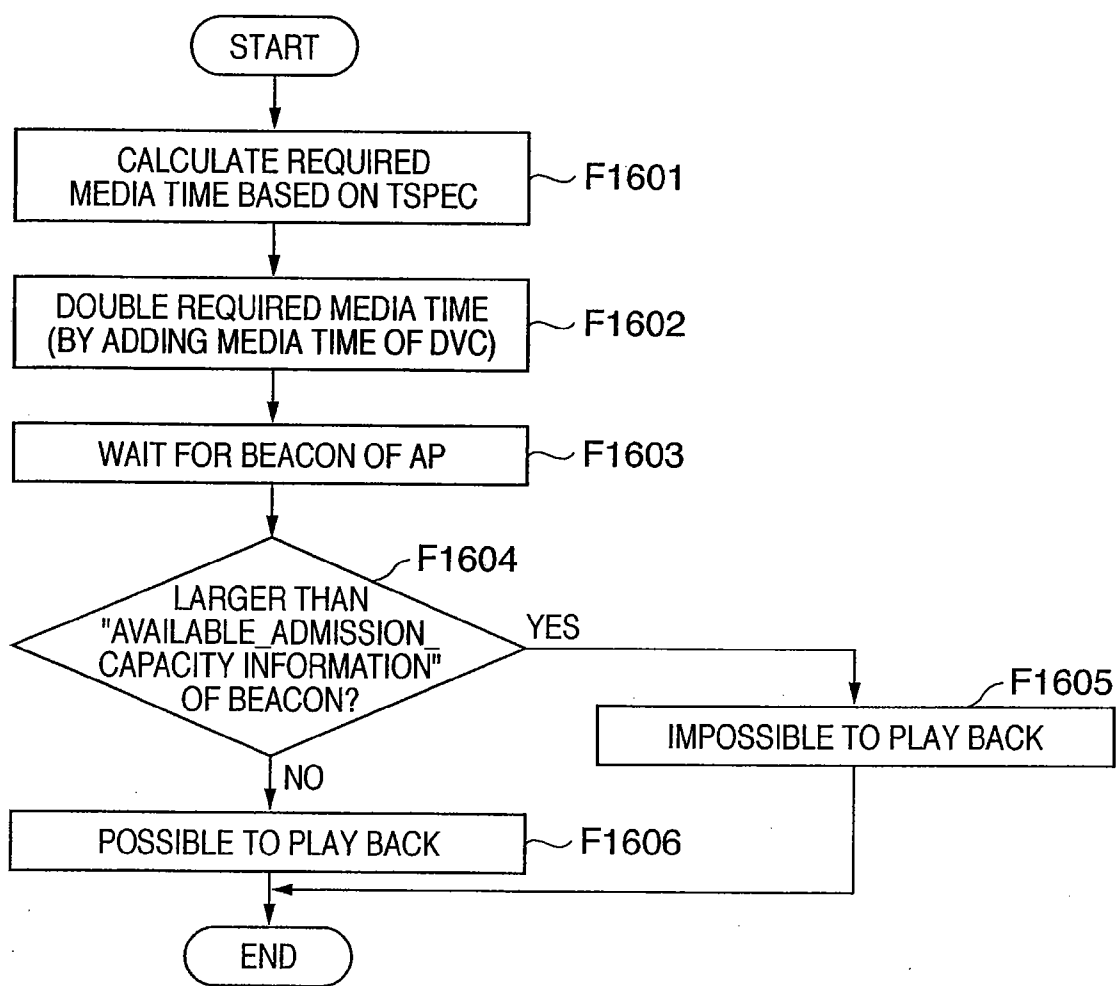 START
CALCULATE REQUIRED
MEDIA TIME BASED ON TSPEC
F1601
DOUBLE REQUIRED MEDIA TIME
(BY ADDING MEDIA TIME OF DVC)
F1602
WAIT FOR BEACON OF AP
F1603
F1604
LARGER THAN
"AVAILABLE_ADMISSION_
CAPACITY INFORMATION"
OF BEACON?
YES
F1605
IMPOSSIBLE TO PLAY BACK
NO
POSSIBLE TO PLAY BACK
F1606
END